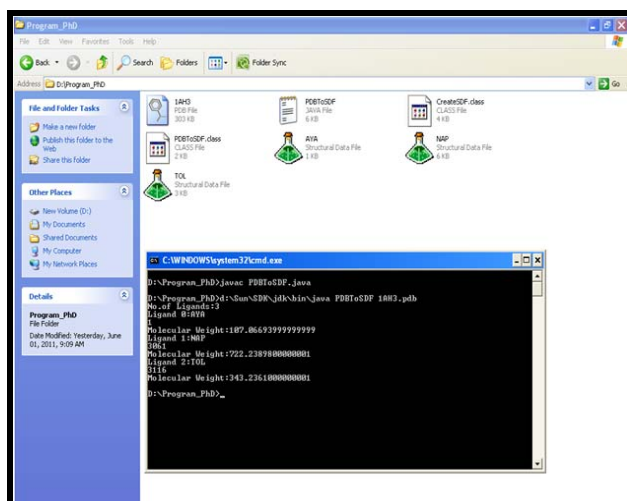 Program_PhD
File Edit View Favorites Tools Help
Back Search Folders Folder Sync
Address D:\Program_PhD Go
File and Folder Tasks
Make a new folder
Publish this folder to the Web
Share this folder
Other Places
New Volume (D:)
My Documents
Shared Documents
My Computer
My Network Places
Details
Program_PhD
File Folder
Date Modified: Yesterday, June 01, 2011, 9:09 AM
1AH3
PDB File
303 KB
PDBToSDF
JAVA File
6 KB
CreateSDF.class
CLASS File
4 KB
PDBToSDF.class
CLASS File
2 KB
AYA
Structural Data File
1 KB
NAP
Structural Data File
6 KB
TOL
Structural Data File
3 KB
C:\WINDOWS\system32\cmd.exe
D:\Program_PhD>javac PDBToSDF.java
D:\Program_PhD>d:\Sun\SDK\jdk\bin\java PDBToSDF 1AH3.pdb
No.of Ligands:3
Ligand 0:AYA
1
Molecular Weight:107.06693999999999
Ligand 1:NAP
3061
Molecular Weight:722.2389800000001
Ligand 2:TOL
3116
Molecular Weight:343.2361000000001
D:\Program_PhD>_